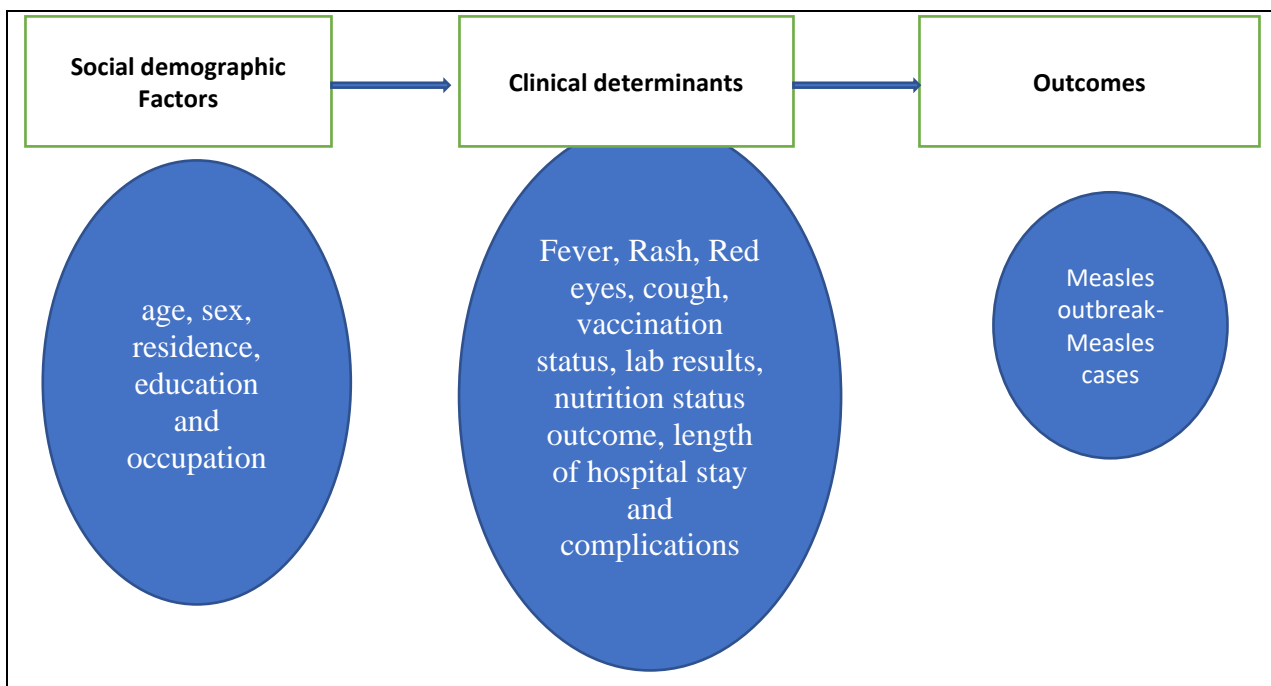 Social demographic
Factors
Clinical determinants
Outcomes
age, sex,
residence,
education
and
occupation
Fever, Rash, Red
eyes, cough,
vaccination
status, lab results,
nutrition status
outcome, length
of hospital stay
and
complications
Measles
outbreak-
Measles
cases